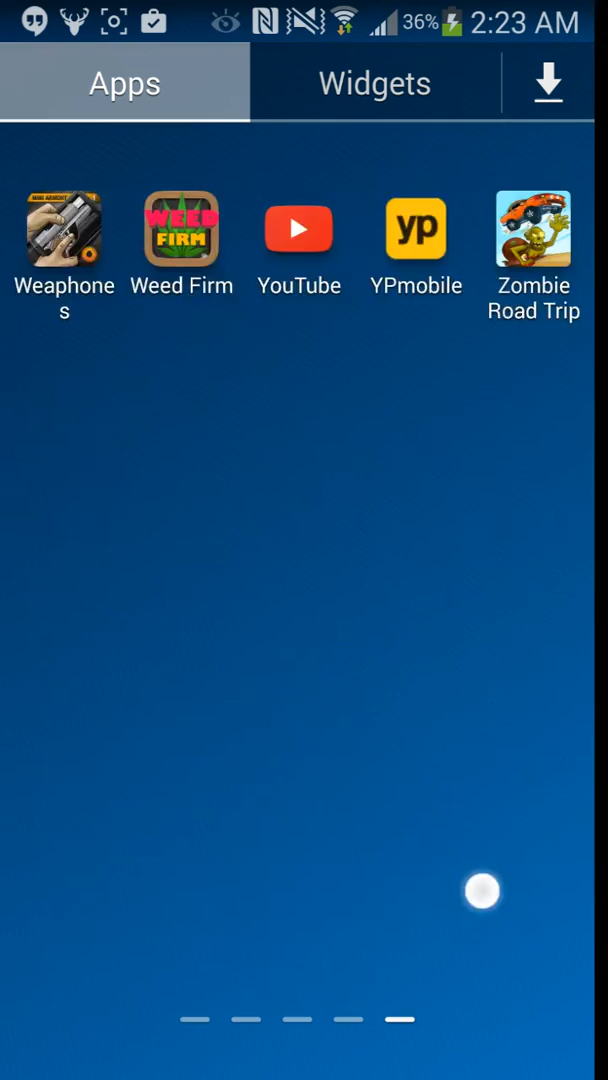 36% 2:23 AM
Apps Widgets
WEED
FIRM
yp
Weaphone
s
Weed Firm
YouTube
YPmobile
Zombie
Road Trip